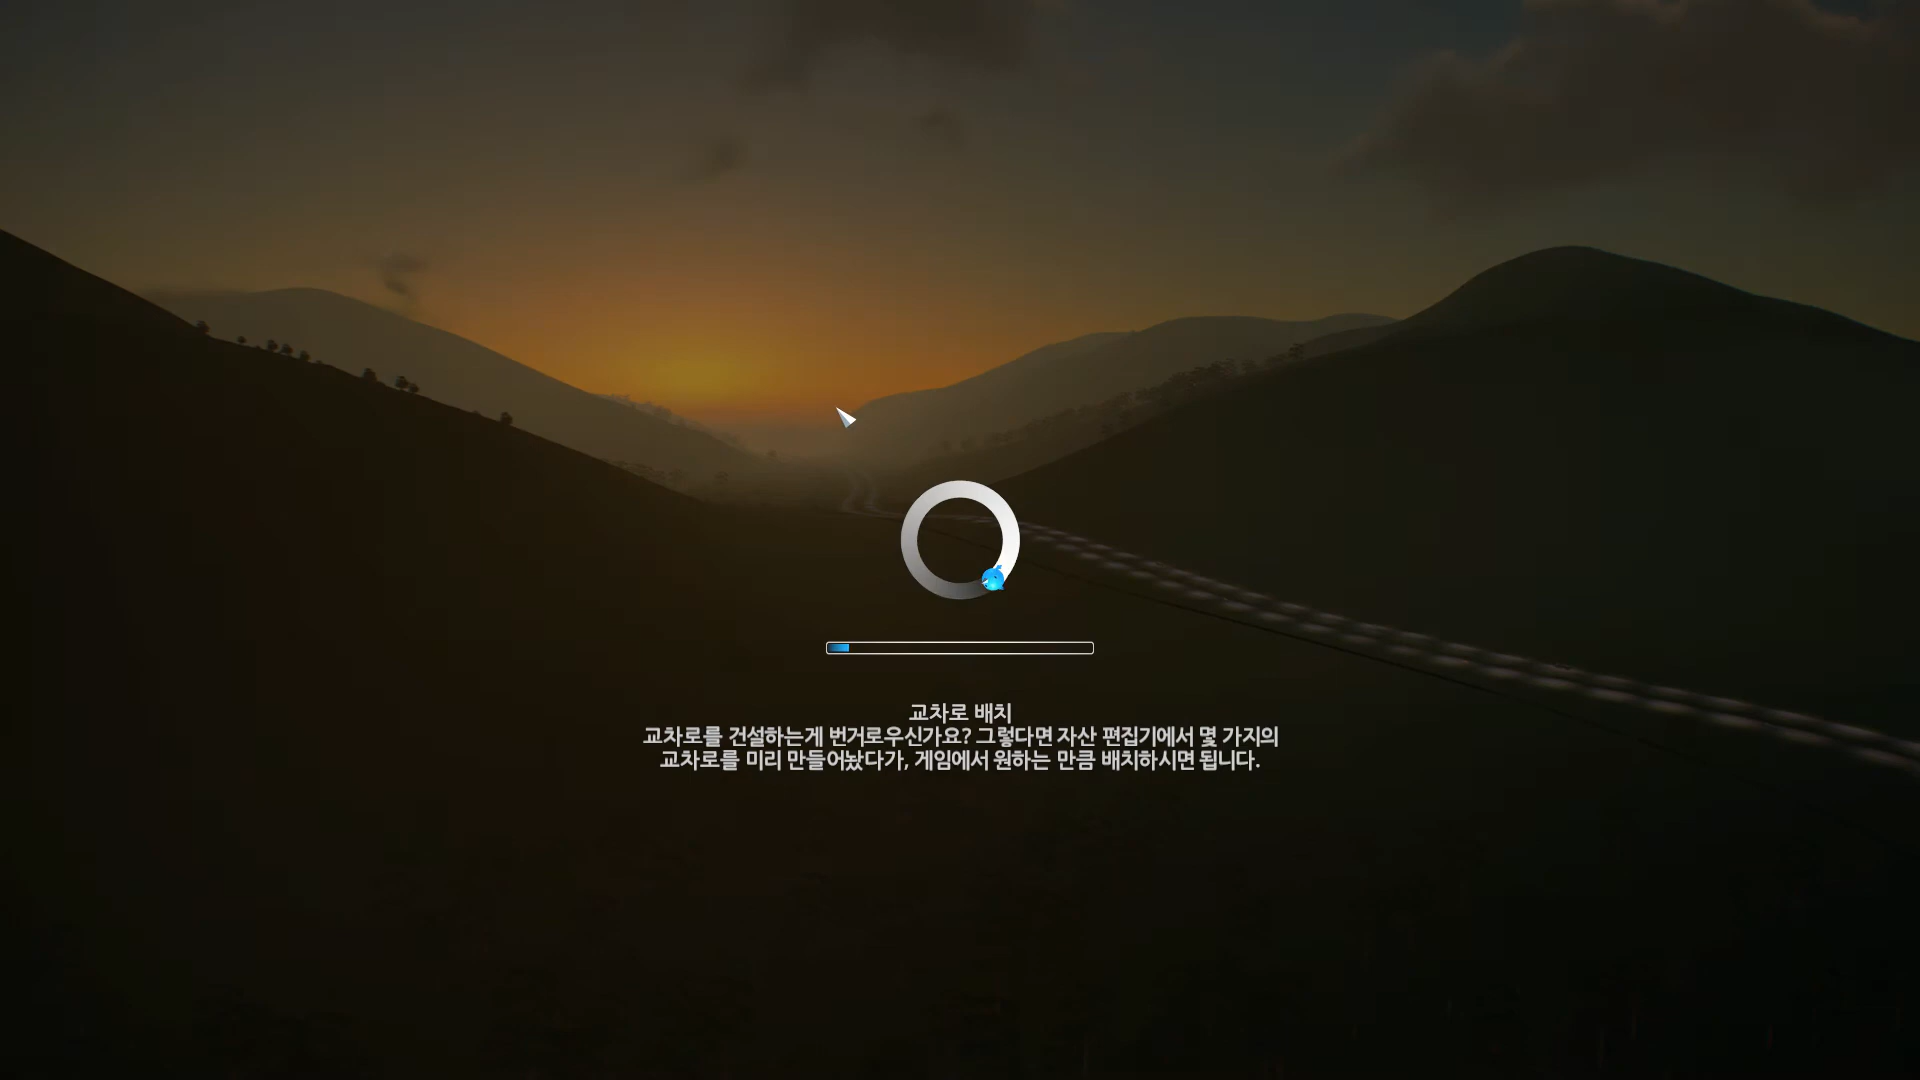 교차로 배치
교차로를 건설하는게 번거로우신가요? 그렇다면 자산 편집기에서 몇 가지의
교차로를 미리 만들어놨다가, 게임에서 원하는 만큼 배치하시면 됩니다.